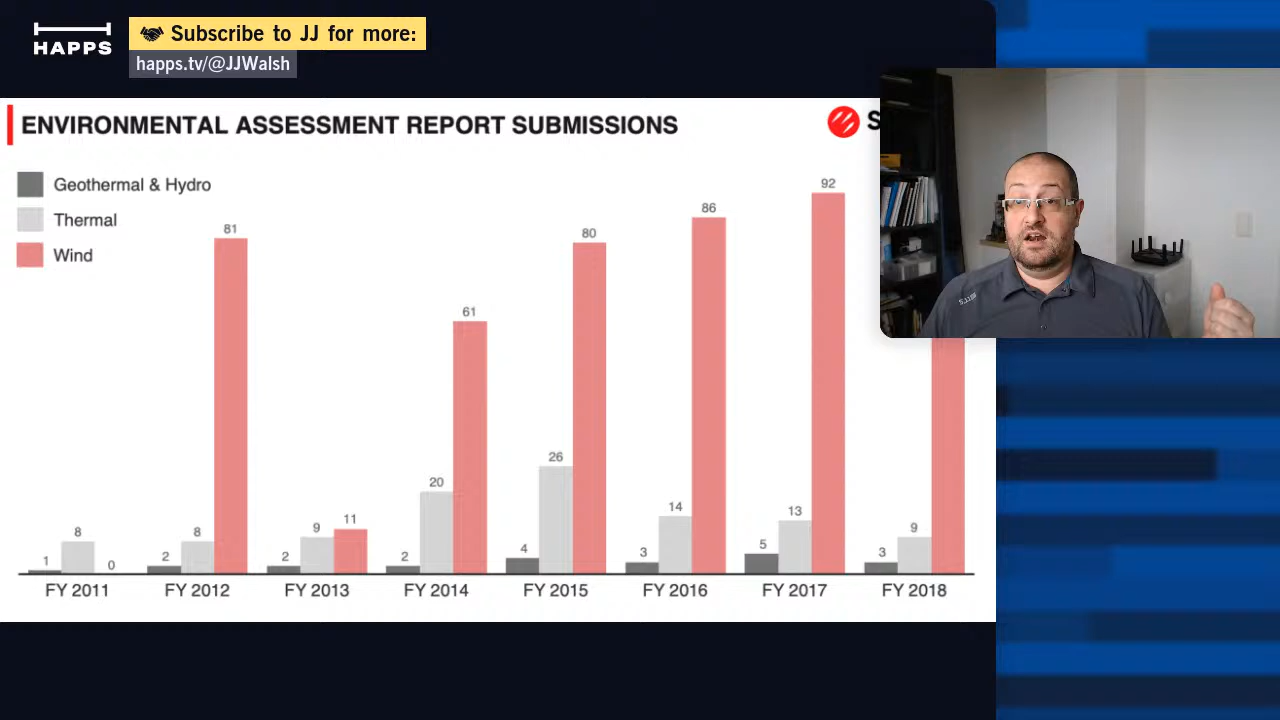 HAPPS
Subscribe to JJ for more:
happs.tv/@JJWalsh
ENVIRONMENTAL ASSESSMENT REPORT SUBMISSIONS
S
Geothermal & Hydro
Thermal
Wind
1
8
0
2
8
81
2
9
11
2
20
61
4
26
80
3
14
86
5
13
92
3
9
FY 2011
FY 2012
FY 2013
FY 2014
FY 2015
FY 2016
FY 2017
FY 2018
5.11